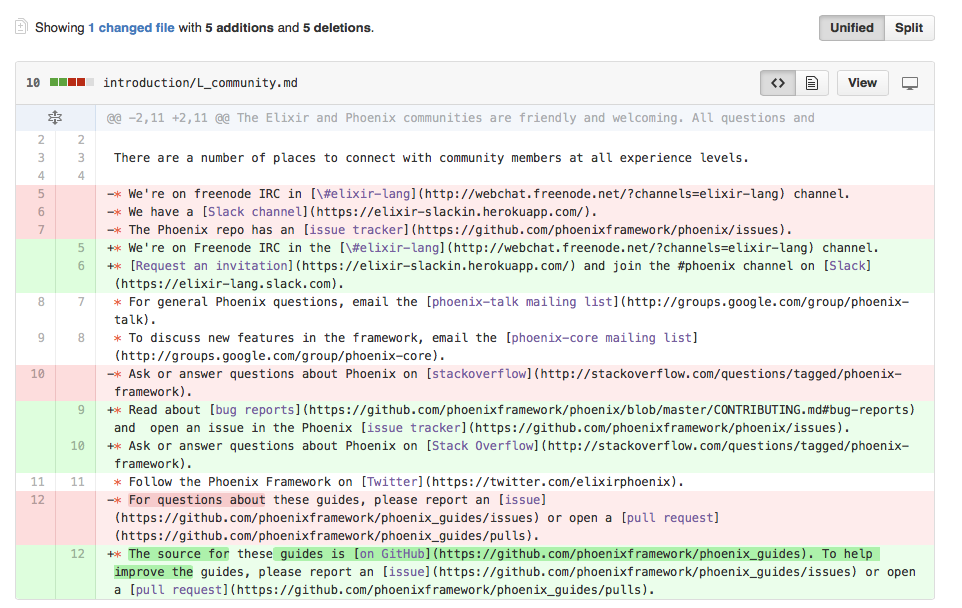 Showing 1 changed file with 5 additions and 5 deletions.
Unified Split
10 introduction/L_community.md
<> View
@@ -2,11 +2,11 @@ The Elixir and Phoenix communities are friendly and welcoming. All questions and
2 2
3 3 There are a number of places to connect with community members at all experience levels.
4 4
5 -* We're on freenode IRC in [\#elixir-lang](http://webchat.freenode.net/?channels=elixir-lang) channel.
6 -* We have a [Slack channel](https://elixir-slackin.herokuapp.com/).
7 -* The Phoenix repo has an [issue tracker](https://github.com/phoenixframework/phoenix/issues).
5 +* We're on Freenode IRC in the [\#elixir-lang](http://webchat.freenode.net/?channels=elixir-lang) channel.
6 +* [Request an invitation](https://elixir-slackin.herokuapp.com/) and join the #phoenix channel on [Slack]
(https://elixir-lang.slack.com).
8 7 * For general Phoenix questions, email the [phoenix-talk mailing list](http://groups.google.com/group/phoenix-
talk).
9 8 * To discuss new features in the framework, email the [phoenix-core mailing list]
(http://groups.google.com/group/phoenix-core).
10 -* Ask or answer questions about Phoenix on [stackoverflow](http://stackoverflow.com/questions/tagged/phoenix-
framework).
9 +* Read about [bug reports](https://github.com/phoenixframework/phoenix/blob/master/CONTRIBUTING.md#bug-reports)
and  open an issue in the Phoenix [issue tracker](https://github.com/phoenixframework/phoenix/issues).
10 +* Ask or answer questions about Phoenix on [Stack Overflow](http://stackoverflow.com/questions/tagged/phoenix-
framework).
11 11 * Follow the Phoenix Framework on [Twitter](https://twitter.com/elixirphoenix).
12 -* For questions about these guides, please report an [issue]
(https://github.com/phoenixframework/phoenix_guides/issues) or open a [pull request]
(https://github.com/phoenixframework/phoenix_guides/pulls).
12 +* The source for these guides is [on GitHub](https://github.com/phoenixframework/phoenix_guides). To help
improve the guides, please report an [issue](https://github.com/phoenixframework/phoenix_guides/issues) or open
a [pull request](https://github.com/phoenixframework/phoenix_guides/pulls).